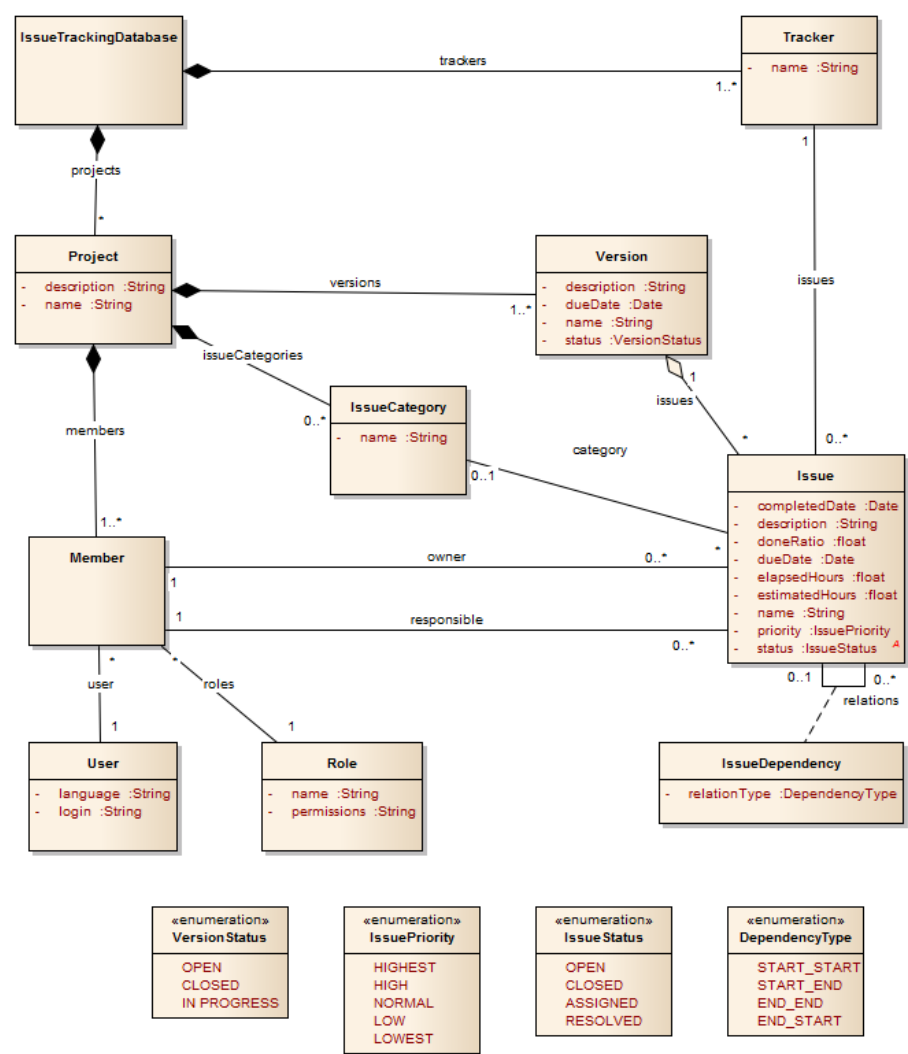 IssueTrackingDatabase
Tracker
- name :String
trackers
1..*
projects
*
1
issues
0..*
Project
- description :String
- name :String
versions
1..*
Version
- description :String
- dueDate :Date
- name :String
- status :VersionStatus
1
issues
*
issueCategories
0..*
IssueCategory
- name :String
category
0..1
*
members
1..*
Issue
- completedDate :Date
- description :String
- doneRatio :float
- dueDate :Date
- elapsedHours :float
- estimatedHours :float
- name :String
- priority :IssuePriority
- status :IssueStatus
A
Member
owner
1
0..*
responsible
1
0..*
0..1
0..*
relations
*
user
1
*
roles
1
User
- language :String
- login :String
Role
- name :String
- permissions :String
IssueDependency
- relationType :DependencyType
«enumeration»
VersionStatus
OPEN
CLOSED
IN PROGRESS
«enumeration»
IssuePriority
HIGHEST
HIGH
NORMAL
LOW
LOWEST
«enumeration»
IssueStatus
OPEN
CLOSED
ASSIGNED
RESOLVED
«enumeration»
DependencyType
START_START
START_END
END_END
END_START